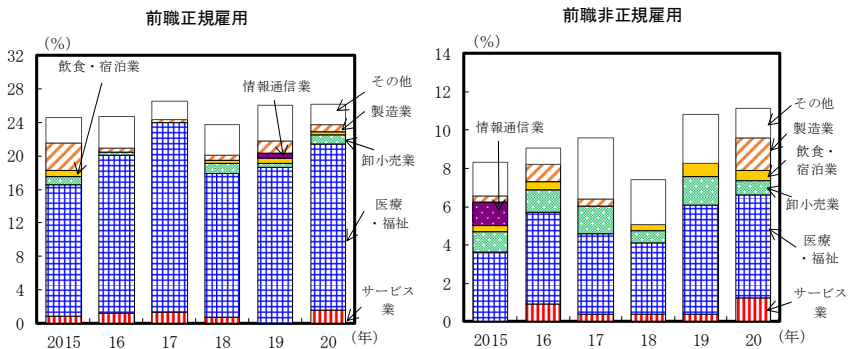 前職正規雇用
(%)
32
28
24
20
16
12
8
4
0
飲食・宿泊業
情報通信業
その他
製造業
卸小売業
医療
・福祉
サービス
業
2015 16 17 18 19 20 (年)
前職非正規雇用
(%)
14
12
10
8
6
4
2
0
情報通信業
その他
製造業
飲食・
宿泊業
卸小売業
医療
・福祉
サービス
業
2015 16 17 18 19 20 (年)